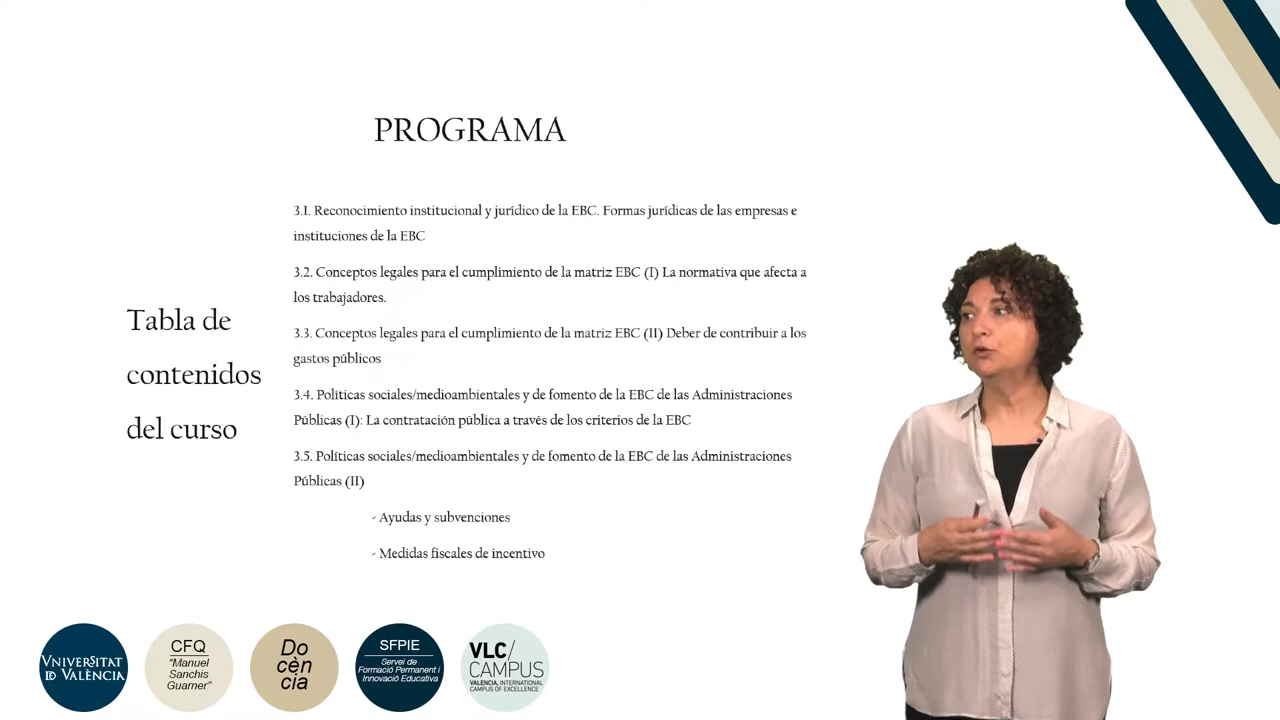 PROGRAMA
Tabla de
contenidos
del curso
3.1. Reconocimiento institucional y jurídico de la EBC. Formas jurídicas de las empresas e
instituciones de la EBC
3.2. Conceptos legales para el cumplimiento de la matriz EBC (I) La normativa que afecta a
los trabajadores.
3.3. Conceptos legales para el cumplimiento de la matriz EBC (II) Deber de contribuir a los
gastos públicos
3.4. Políticas sociales/medioambientales y de fomento de la EBC de las Administraciones
Públicas (I): La contratación pública a través de los criterios de la EBC
3.5. Políticas sociales/medioambientales y de fomento de la EBC de las Administraciones
Públicas (II)
- Ayudas y subvenciones
- Medidas fiscales de incentivo
VNIVERSITAT
ID VALÈNCIA
CFQ
"Manuel
Sanchis
Guarner"
Do
cèn
cia
SFPIE
Servei de
Formació Permanent i
Innovació Educativa
VLC/
CAMPUS
VALENCIA, INTERNATIONAL
CAMPUS OF EXCELLENCE